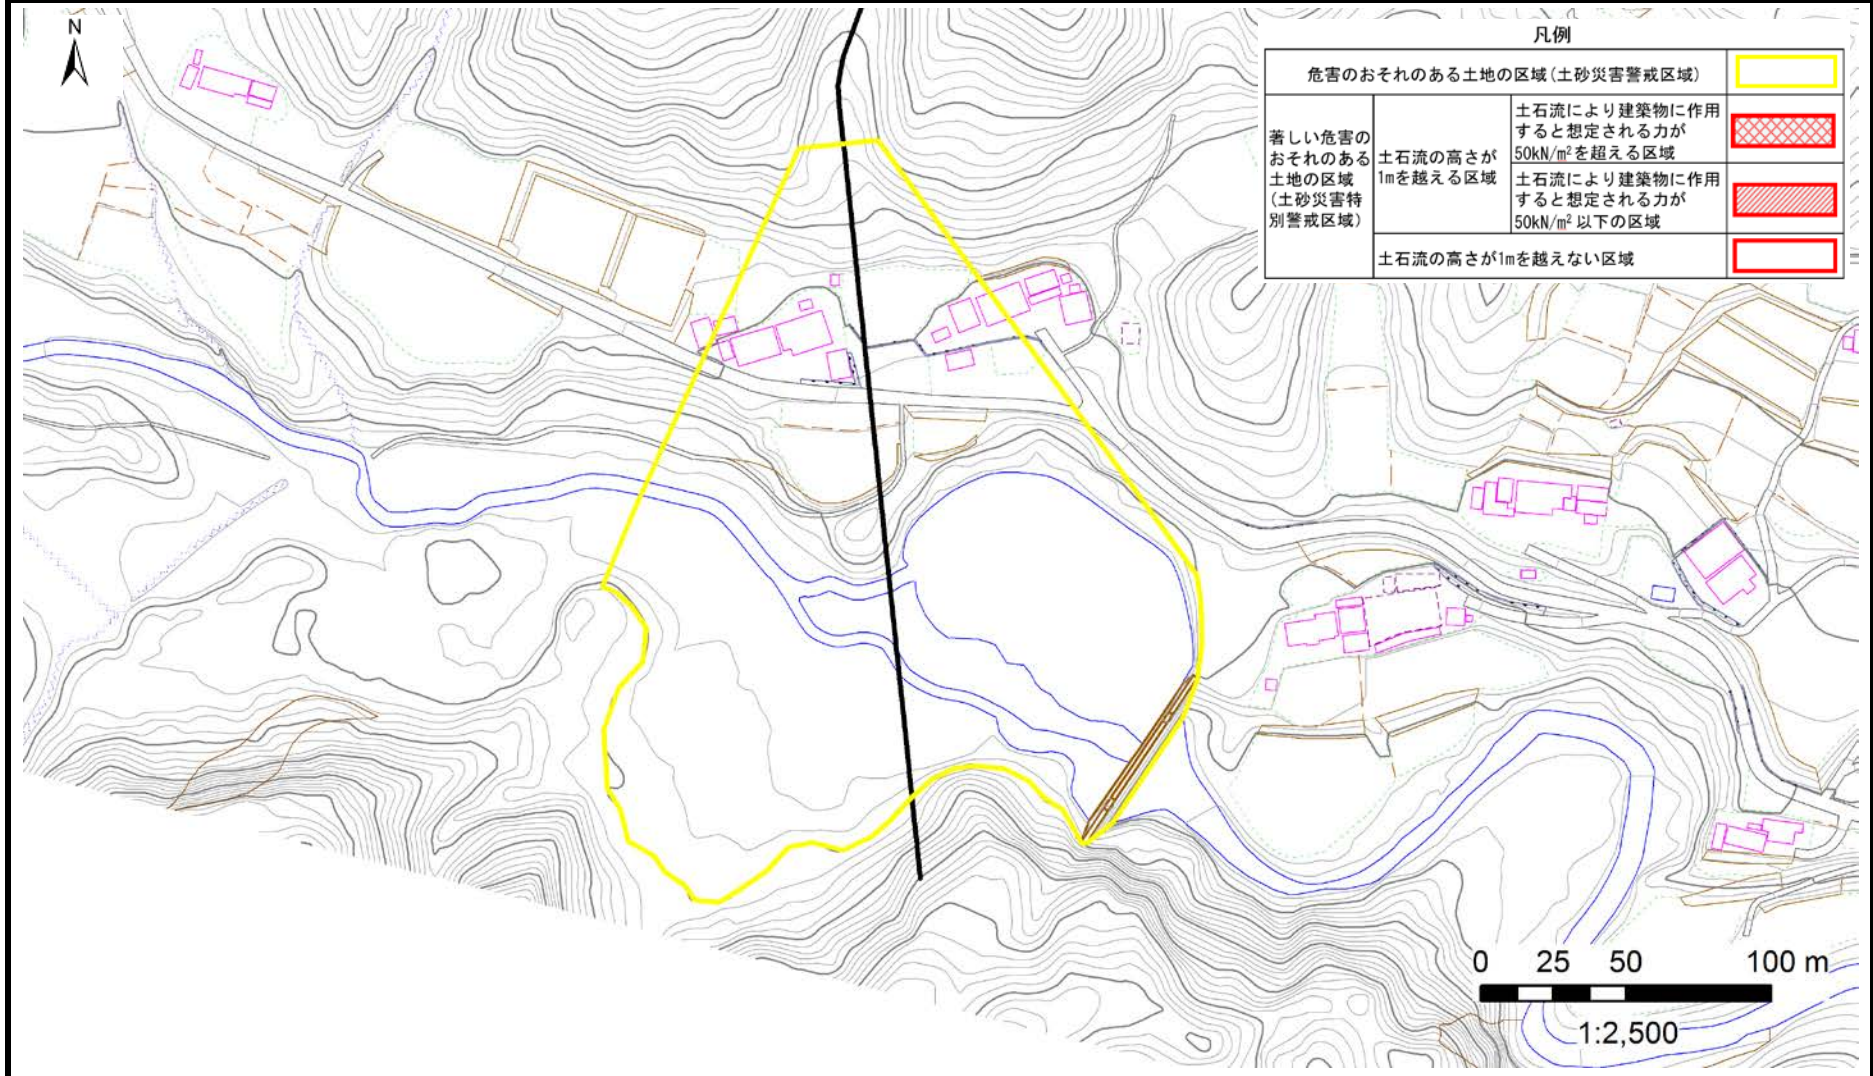 N
凡例
危害のおそれのある土地の区域(土砂災害警戒区域)
著しい危害の
おそれのある
土地の区域
(土砂災害特
別警戒区域)
土石流の高さが
1mを越える区域
土石流により建築物に作用
すると想定される力が
50kN/㎡を超える区域
土石流により建築物に作用
すると想定される力が
50kN/㎡ 以下の区域
土石流の高さが1mを越えない区域
0 25 50 100 m
1:2,500